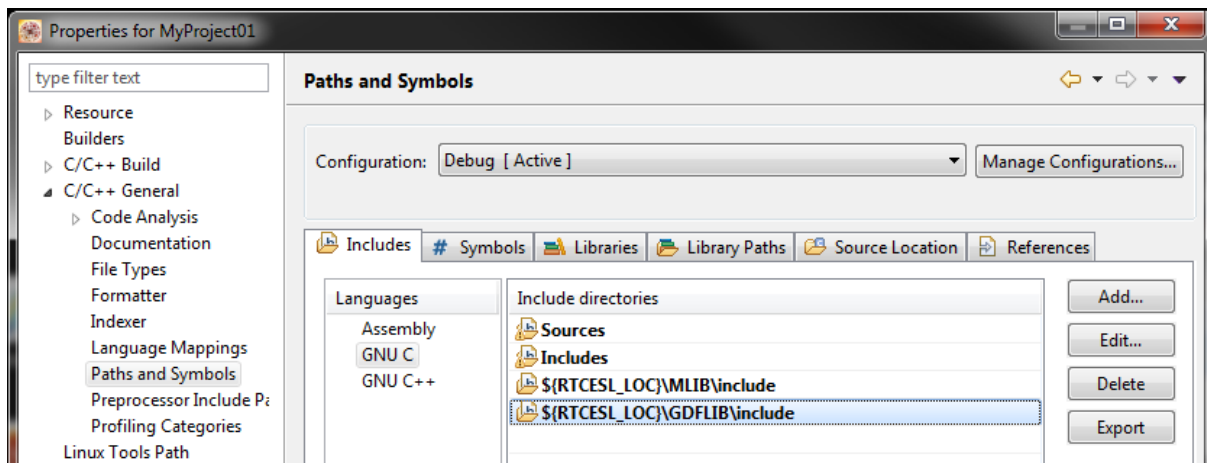 Properties for MyProject01
type filter text
Resource
Builders
C/C++ Build
C/C++ General
Code Analysis
Documentation
File Types
Formatter
Indexer
Language Mappings
Paths and Symbols
Preprocessor Include Pa
Profiling Categories
Linux Tools Path
Paths and Symbols
Configuration: Debug [ Active ] Manage Configurations...
Includes # Symbols Libraries Library Paths Source Location References
Languages
Assembly
GNU C
GNU C++
Include directories
Sources
Includes
${RTCESL_LOC}\MLIB\include
${RTCESL_LOC}\GDFLIB\include
Add...
Edit...
Delete
Export